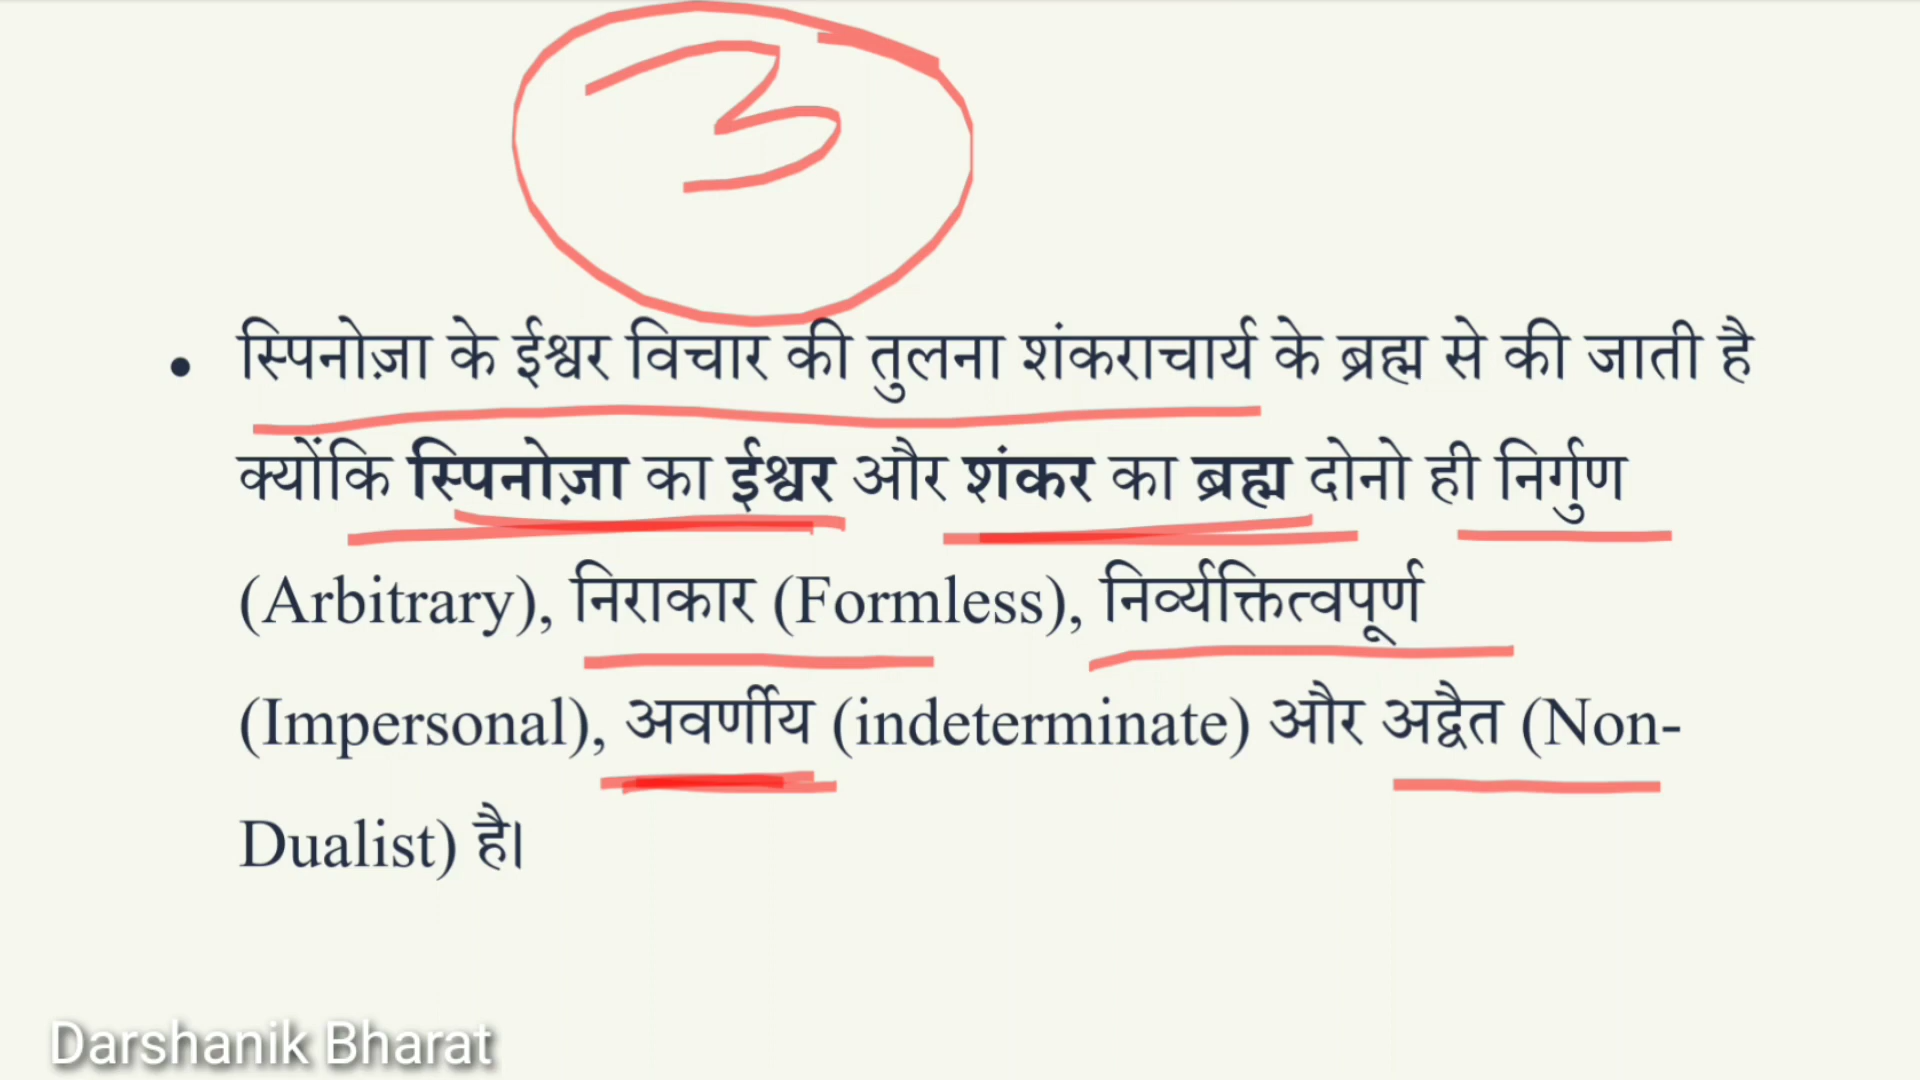 3
• स्पिनोज़ा के ईश्वर विचार की तुलना शंकराचार्य के ब्रह्म से की जाती है
क्योंकि स्पिनोज़ा का ईश्वर और शंकर का ब्रह्म दोनो ही निर्गुण
(Arbitrary), निराकार (Formless), निर्व्यक्तित्वपूर्ण
(Impersonal), अवर्णीय (indeterminate) और अद्वैत (Non-
Dualist) है।
Darshanik Bharat